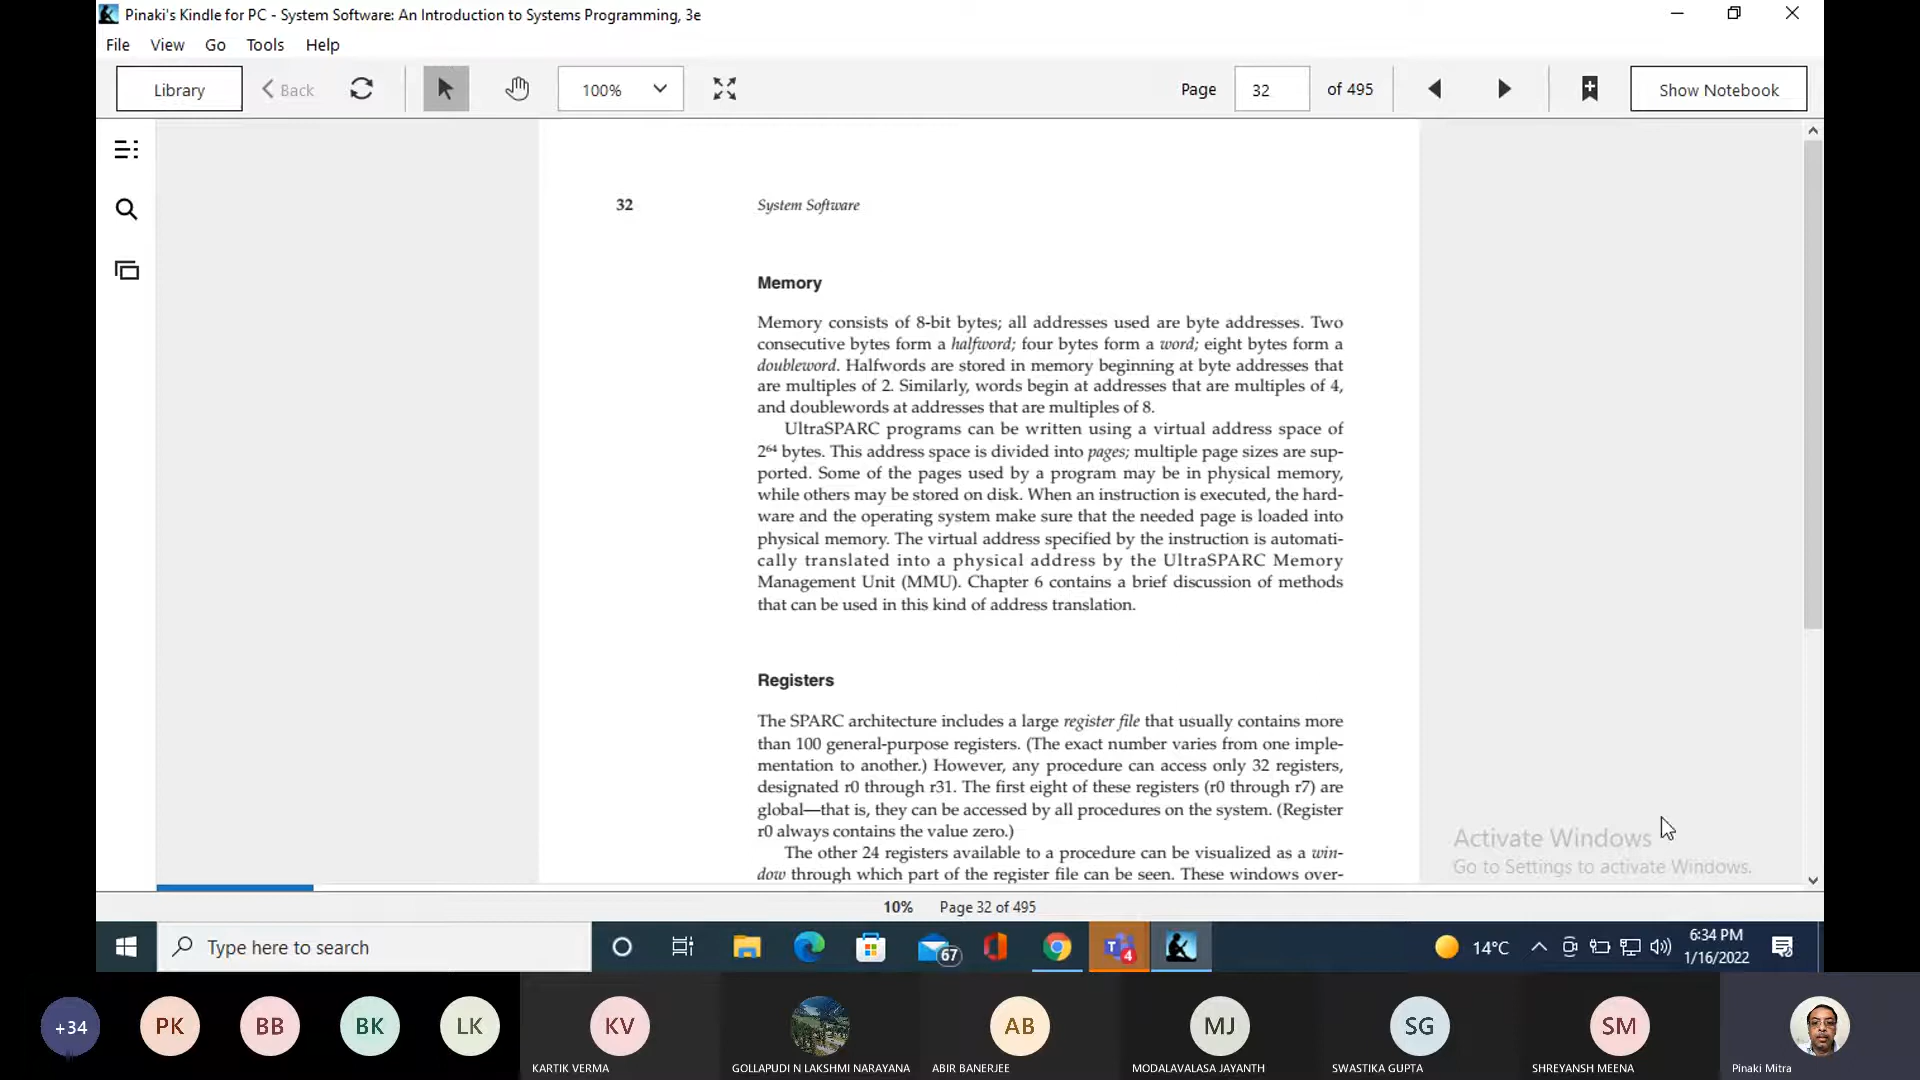 Pinaki's Kindle for PC - System Software: An Introduction to Systems Programming, 3e
File View Go Tools Help
Library Back 100% Page 32 of 495 Show Notebook
32 System Software
Memory
Memory consists of 8-bit bytes; all addresses used are byte addresses. Two
consecutive bytes form a halfword; four bytes form a word; eight bytes form a
doubleword. Halfwords are stored in memory beginning at byte addresses that
are multiples of 2. Similarly, words begin at addresses that are multiples of 4,
and doublewords at addresses that are multiples of 8.
UltraSPARC programs can be written using a virtual address space of
2⁶⁴ bytes. This address space is divided into pages; multiple page sizes are sup-
ported. Some of the pages used by a program may be in physical memory,
while others may be stored on disk. When an instruction is executed, the hard-
ware and the operating system make sure that the needed page is loaded into
physical memory. The virtual address specified by the instruction is automati-
cally translated into a physical address by the UltraSPARC Memory
Management Unit (MMU). Chapter 6 contains a brief discussion of methods
that can be used in this kind of address translation.
Registers
The SPARC architecture includes a large register file that usually contains more
than 100 general-purpose registers. (The exact number varies from one imple-
mentation to another.) However, any procedure can access only 32 registers,
designated r0 through r31. The first eight of these registers (r0 through r7) are
global—that is, they can be accessed by all procedures on the system. (Register
r0 always contains the value zero.)
The other 24 registers available to a procedure can be visualized as a win-
dow through which part of the register file can be seen. These windows over-
Activate Windows
Go to Settings to activate Windows.
10% Page 32 of 495
Type here to search 67 4 14°C 6:34 PM
1/16/2022
+34 PK BB BK LK KV AB MJ SG SM
KARTIK VERMA GOLLAPUDI N LAKSHMI NARAYANA ABIR BANERJEE MODALAVALASA JAYANTH SWASTIKA GUPTA SHREYANSH MEENA Pinaki Mitra